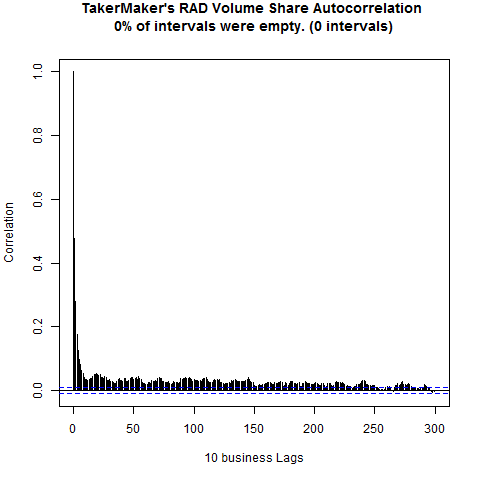 TakerMaker's RAD Volume Share Autocorrelation
0% of intervals were empty. (0 intervals)
Correlation
1.0
0.8
0.6
0.4
0.2
0.0
0 50 100 150 200 250 300
10 business Lags